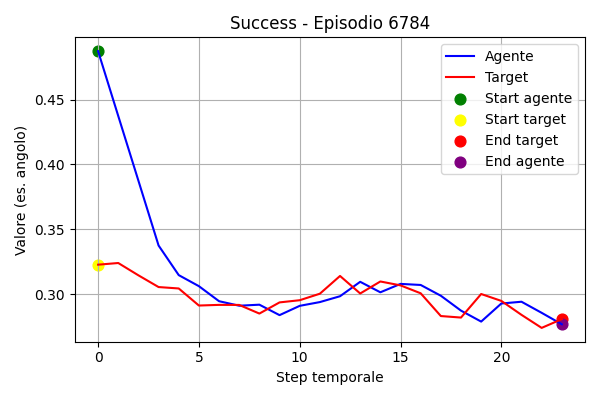 Success - Episodio 6784
Agente
Target
Start agente
Start target
End target
End agente
Valore (es. angolo)
0.45
0.40
0.35
0.30
0
5
10
15
20
Step temporale